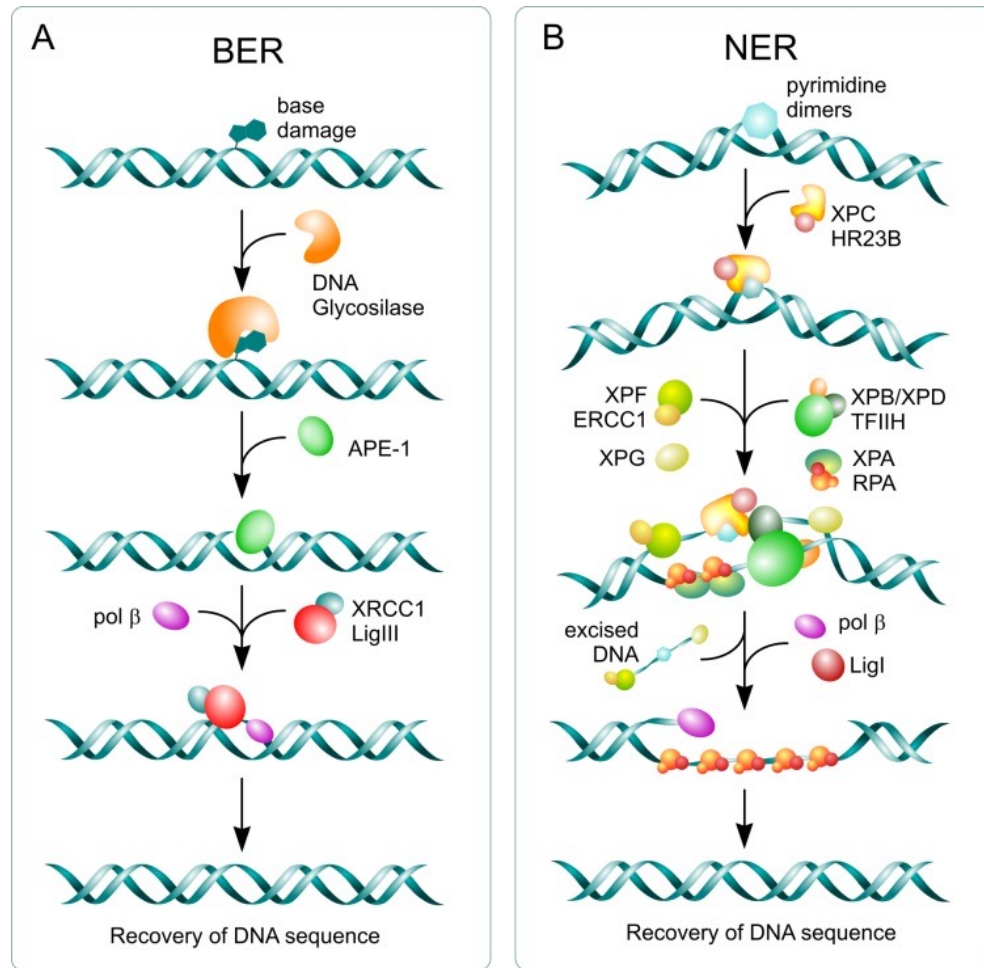 A
BER
base
damage
DNA
Glycosilase
APE-1
pol β
XRCC1
LigIII
Recovery of DNA sequence
B
NER
pyrimidine
dimers
XPC
HR23B
XPF
ERCC1
XPG
XPB/XPD
TFIIH
XPA
RPA
excised
DNA
pol β
LigI
Recovery of DNA sequence